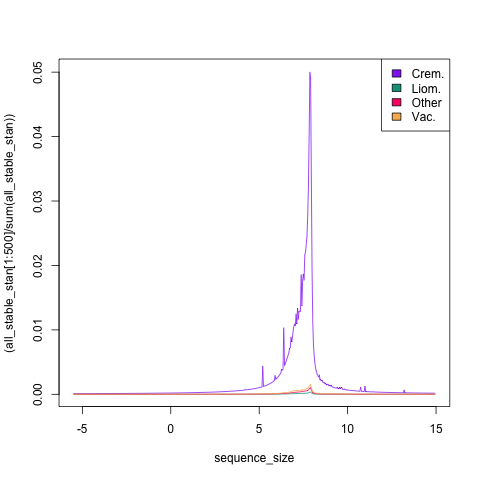 Crem.
Liom.
Other
Vac.
0.05
0.04
0.03
0.02
0.01
0.00
(all_stable_stan[1:500]/sum(all_stable_stan))
-5
0
5
10
15
sequence_size